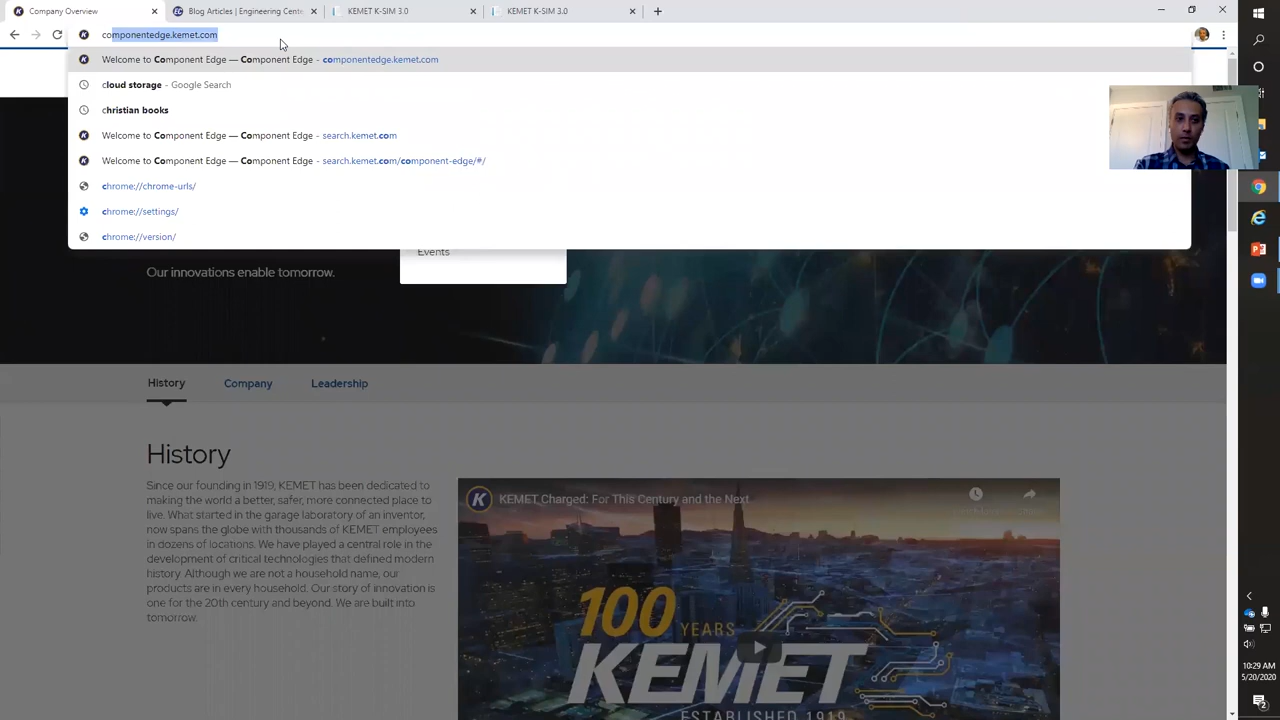 Company Overview
Blog Articles | Engineering Cente
KEMET K-SIM 3.0
KEMET K-SIM 3.0
componentedge.kemet.com
Welcome to Component Edge — Component Edge - componentedge.kemet.com
cloud storage - Google Search
christian books
Welcome to Component Edge — Component Edge - search.kemet.com
Welcome to Component Edge — Component Edge - search.kemet.com/component-edge/#/
chrome://chrome-urls/
chrome://settings/
chrome://version/
Events
Our innovations enable tomorrow.
History
Company
Leadership
History
Since our founding in 1919, KEMET has been dedicated to
making the world a better, safer, more connected place to
live. What started in the garage laboratory of an inventor,
now spans the globe with thousands of KEMET employees
in dozens of locations. We have played a central role in the
development of critical technologies that defined modern
history. Although we are not a household name, our
products are in every household. Our story of innovation is
one for the 20th century and beyond. We are built into
tomorrow.
KEMET Charged: For This Century and the Next
100 YEARS
KEMET
ESTABLISHED 1919
10:29 AM
5/20/2020